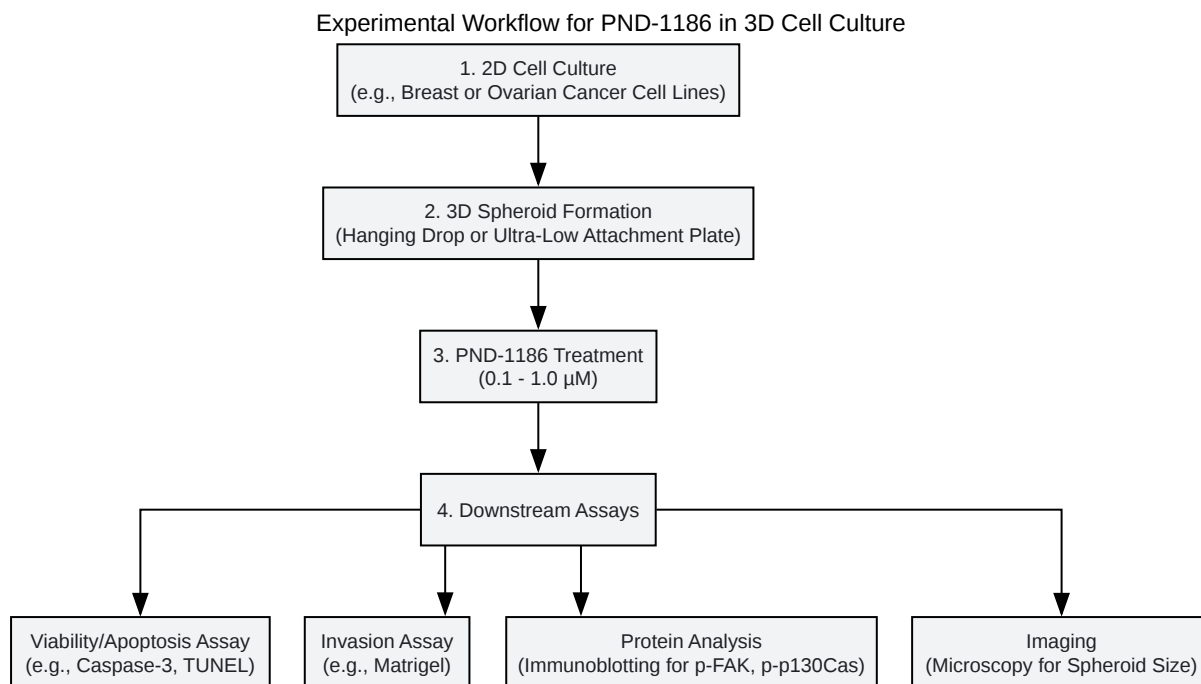 Experimental Workflow for PND-1186 in 3D Cell Culture
1. 2D Cell Culture
(e.g., Breast or Ovarian Cancer Cell Lines)
2. 3D Spheroid Formation
(Hanging Drop or Ultra-Low Attachment Plate)
3. PND-1186 Treatment
(0.1 - 1.0 µM)
4. Downstream Assays
Viability/Apoptosis Assay
(e.g., Caspase-3, TUNEL)
Invasion Assay
(e.g., Matrigel)
Protein Analysis
(Immunoblotting for p-FAK, p-p130Cas)
Imaging
(Microscopy for Spheroid Size)